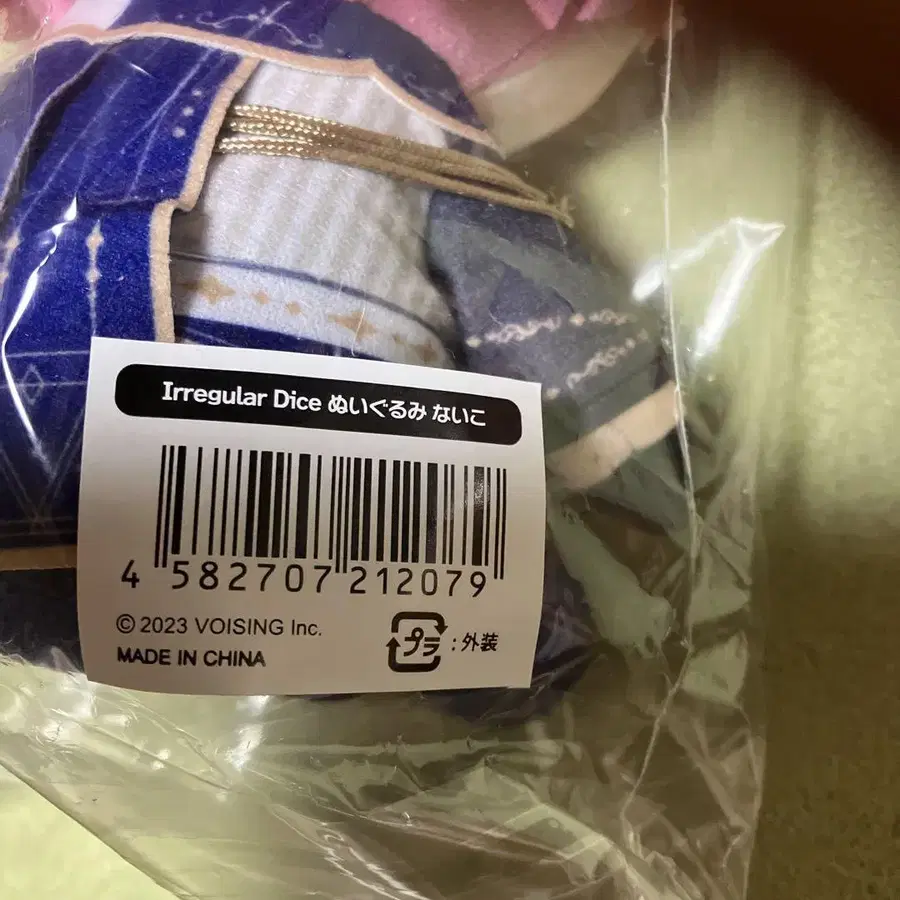 Irregular Dice ぬいぐるみ ないこ
4 582707 212079
© 2023 VOISING Inc.
MADE IN CHINA
プラ : 外装